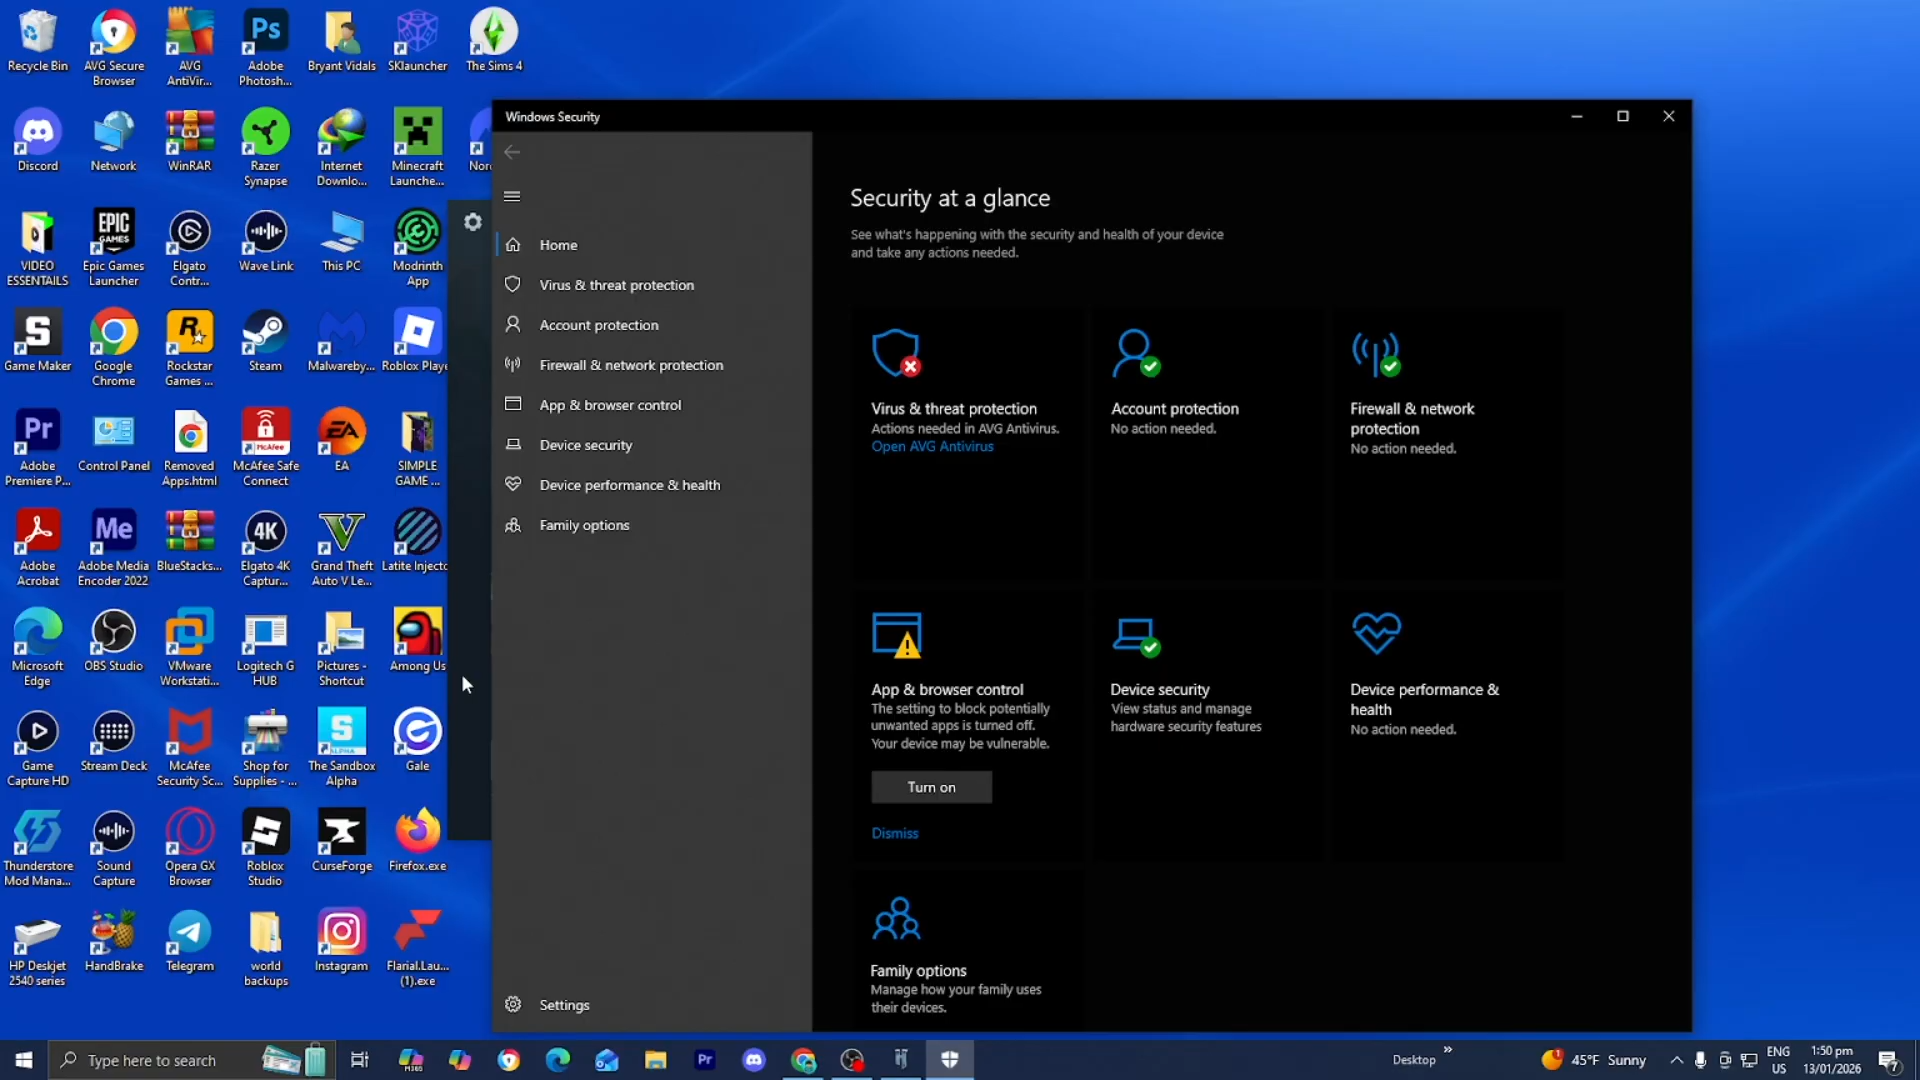 Recycle Bin
AVG Secure
Browser
AVG
AntiVir...
Adobe
Photosh...
Bryant Vidals
SKlauncher
The Sims 4
Discord
Network
WinRAR
Razer
Synapse
Internet
Downlo...
Minecraft
Launche...
VIDEO
ESSENTAILS
Epic Games
Launcher
Elgato
Contr...
Wave Link
This PC
Modrinth
App
Game Maker
Google
Chrome
Rockstar
Games ...
Steam
Malwareby...
Roblox Playe
Adobe
Premiere P...
Control Panel
Removed
Apps.html
McAfee Safe
Connect
EA
SIMPLE
GAME ...
Adobe
Acrobat
Adobe Media
Encoder 2022
BlueStacks...
Elgato 4K
Captur...
Grand Theft
Auto V Le...
Latite Injecto
Microsoft
Edge
OBS Studio
VMware
Workstati...
Logitech G
HUB
Pictures -
Shortcut
Among Us
Game
Capture HD
Stream Deck
McAfee
Security Sc...
Shop for
Supplies - ...
The Sandbox
Alpha
Gale
Thunderstore
Mod Mana...
Sound
Capture
Opera GX
Browser
Roblox
Studio
CurseForge
Firefox.exe
HP Deskjet
2540 series
HandBrake
Telegram
world
backups
Instagram
Flarial.Lau...
(1).exe
Windows Security
Home
Virus & threat protection
Account protection
Firewall & network protection
App & browser control
Device security
Device performance & health
Family options
Settings
Security at a glance
See what's happening with the security and health of your device
and take any actions needed.
Virus & threat protection
Actions needed in AVG Antivirus.
Open AVG Antivirus
Account protection
No action needed.
Firewall & network
protection
No action needed.
App & browser control
The setting to block potentially
unwanted apps is turned off.
Your device may be vulnerable.
Turn on
Dismiss
Device security
View status and manage
hardware security features
Device performance &
health
No action needed.
Family options
Manage how your family uses
their devices.
Type here to search
Desktop
45°F Sunny
ENG
US
1:50 pm
13/01/2026